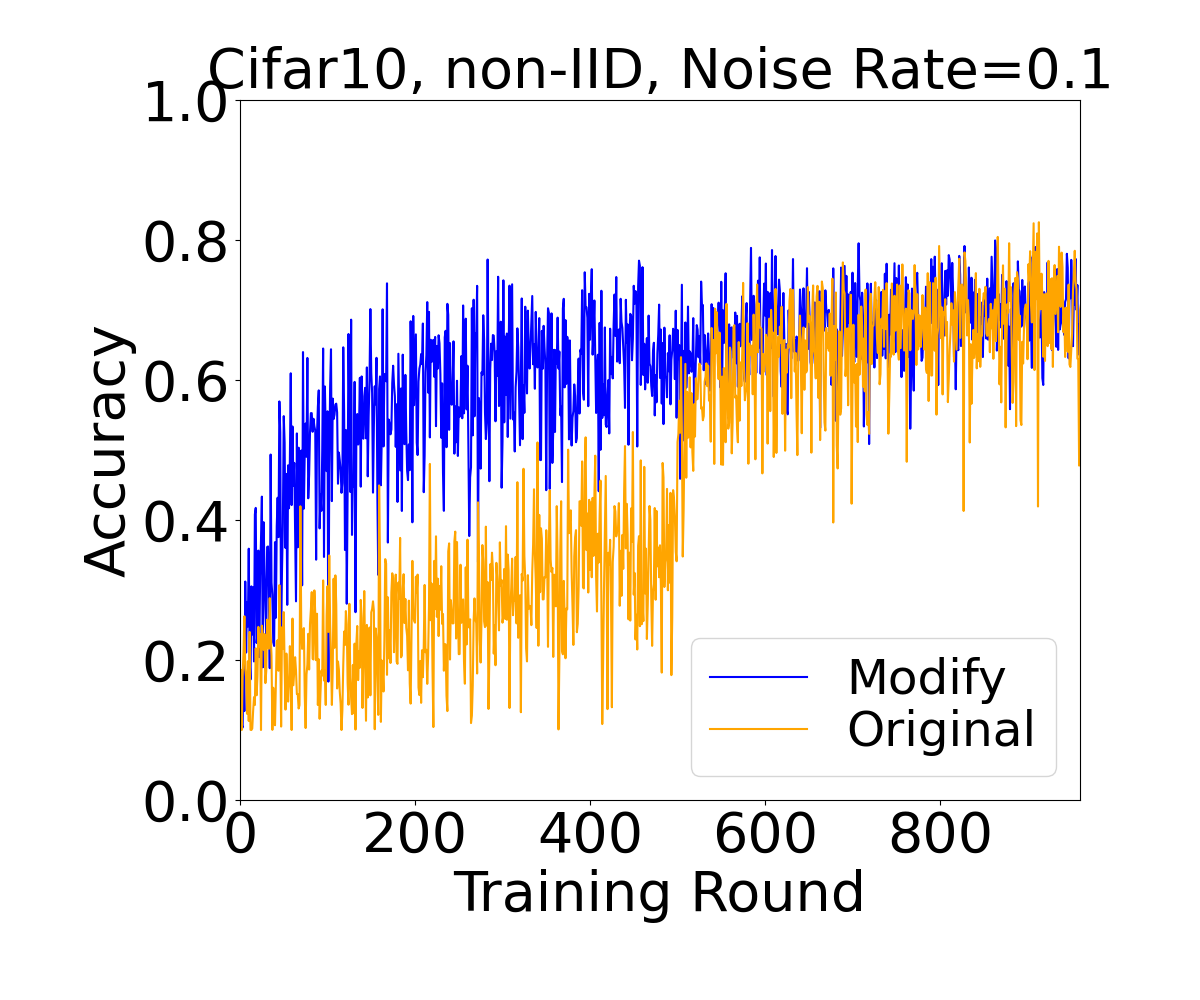 Cifar10, non-IID, Noise Rate=0.1
1.0
0.8
0.6
0.4
0.2
0.0
Accuracy
0 200 400 600 800
Training Round
Modify
Original